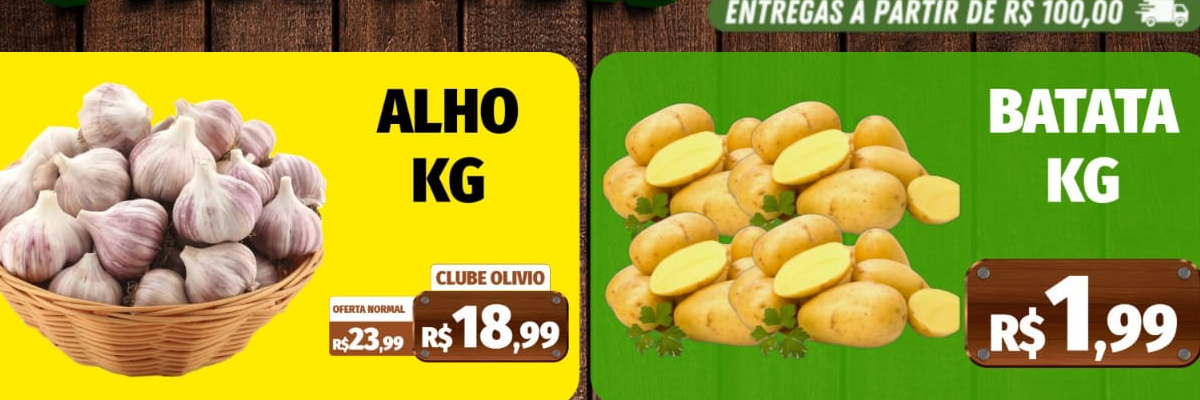 ENTREGAS A PARTIR DE R$ 100,00
ALHO
KG
CLUBE OLIVIO
OFERTA NORMAL
R$23,99
R$18,99
BATATA
KG
R$1,99